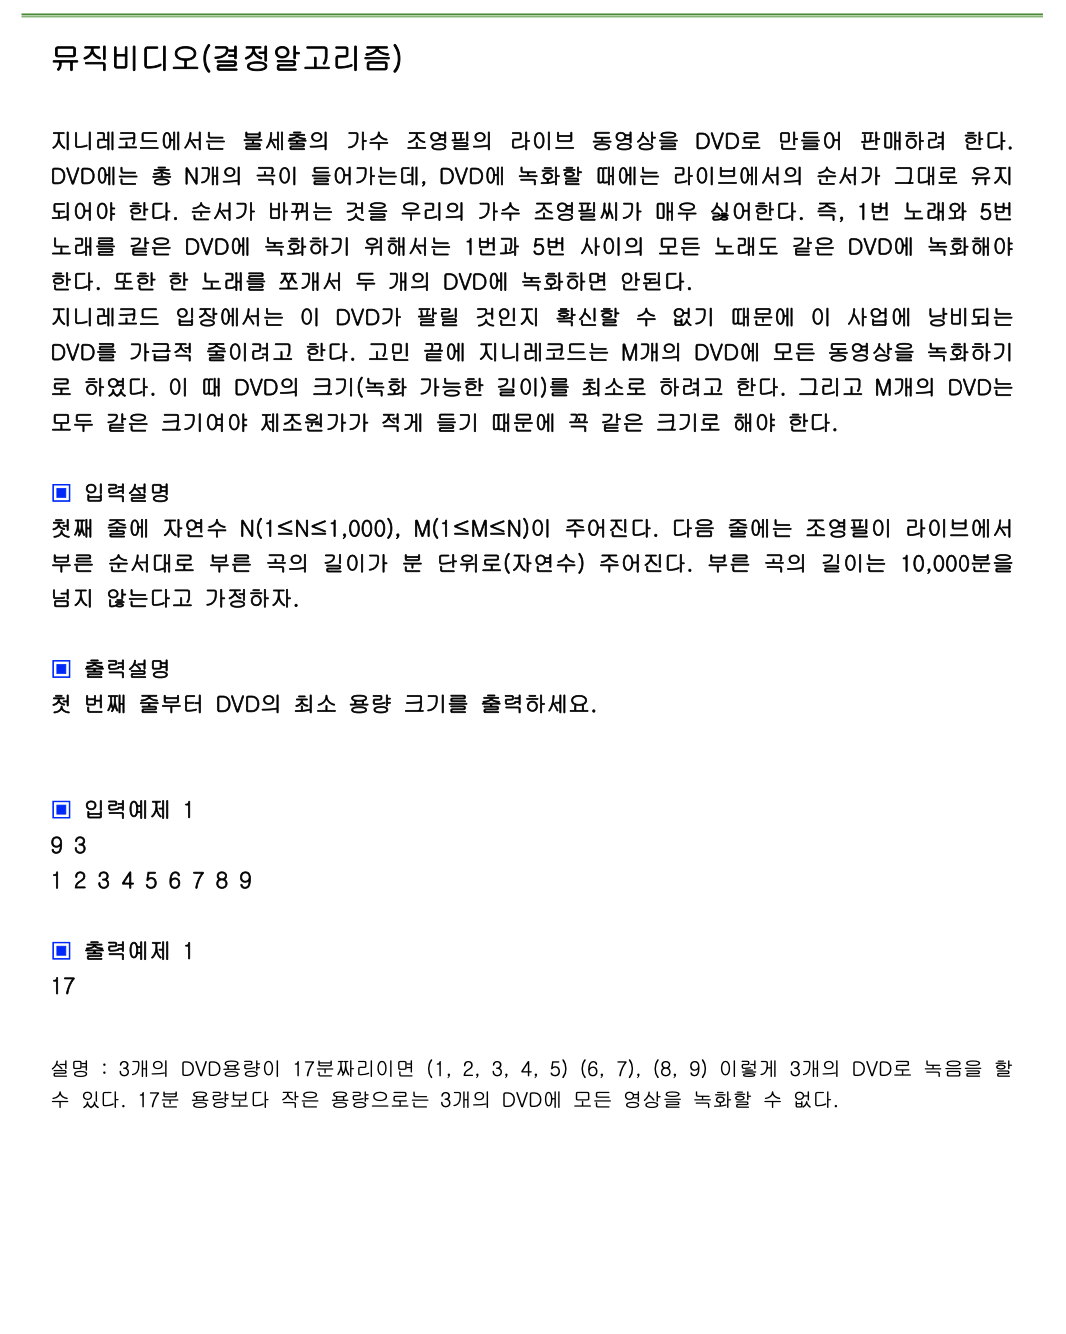 뮤직비디오(결정알고리즘)
지니레코드에서는 불세출의 가수 조영필의 라이브 동영상을 DVD로 만들어 판매하려 한다.
DVD에는 총 N개의 곡이 들어가는데, DVD에 녹화할 때에는 라이브에서의 순서가 그대로 유지
되어야 한다. 순서가 바뀌는 것을 우리의 가수 조영필씨가 매우 싫어한다. 즉, 1번 노래와 5번
노래를 같은 DVD에 녹화하기 위해서는 1번과 5번 사이의 모든 노래도 같은 DVD에 녹화해야
한다. 또한 한 노래를 쪼개서 두 개의 DVD에 녹화하면 안된다.
지니레코드 입장에서는 이 DVD가 팔릴 것인지 확신할 수 없기 때문에 이 사업에 낭비되는
DVD를 가급적 줄이려고 한다. 고민 끝에 지니레코드는 M개의 DVD에 모든 동영상을 녹화하기
로 하였다. 이 때 DVD의 크기(녹화 가능한 길이)를 최소로 하려고 한다. 그리고 M개의 DVD는
모두 같은 크기여야 제조원가가 적게 들기 때문에 꼭 같은 크기로 해야 한다.
▣ 입력설명
첫째 줄에 자연수 N(1≤N≤1,000), M(1≤M≤N)이 주어진다. 다음 줄에는 조영필이 라이브에서
부른 순서대로 부른 곡의 길이가 분 단위로(자연수) 주어진다. 부른 곡의 길이는 10,000분을
넘지 않는다고 가정하자.
▣ 출력설명
첫 번째 줄부터 DVD의 최소 용량 크기를 출력하세요.
▣ 입력예제 1
9 3
1 2 3 4 5 6 7 8 9
▣ 출력예제 1
17
설명 : 3개의 DVD용량이 17분짜리이면 (1, 2, 3, 4, 5) (6, 7), (8, 9) 이렇게 3개의 DVD로 녹음을 할
수 있다. 17분 용량보다 작은 용량으로는 3개의 DVD에 모든 영상을 녹화할 수 없다.